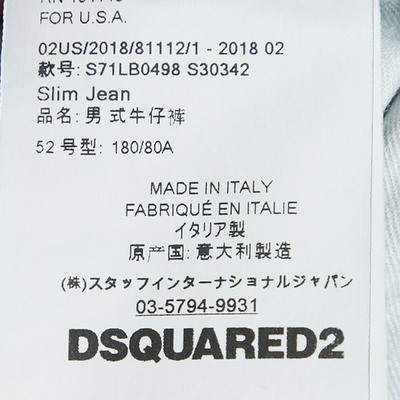 FOR U.S.A.
02US/2018/81112/1 - 2018 02
款号: S71LB0498 S30342
Slim Jean
品名: 男 式牛仔裤
52 号型: 180/80A
MADE IN ITALY
FABRIQUÉ EN ITALIE
イタリア製
原产国: 意大利製造
(株)スタッフインターナショナルジャパン
03-5794-9931
DSQUARED2